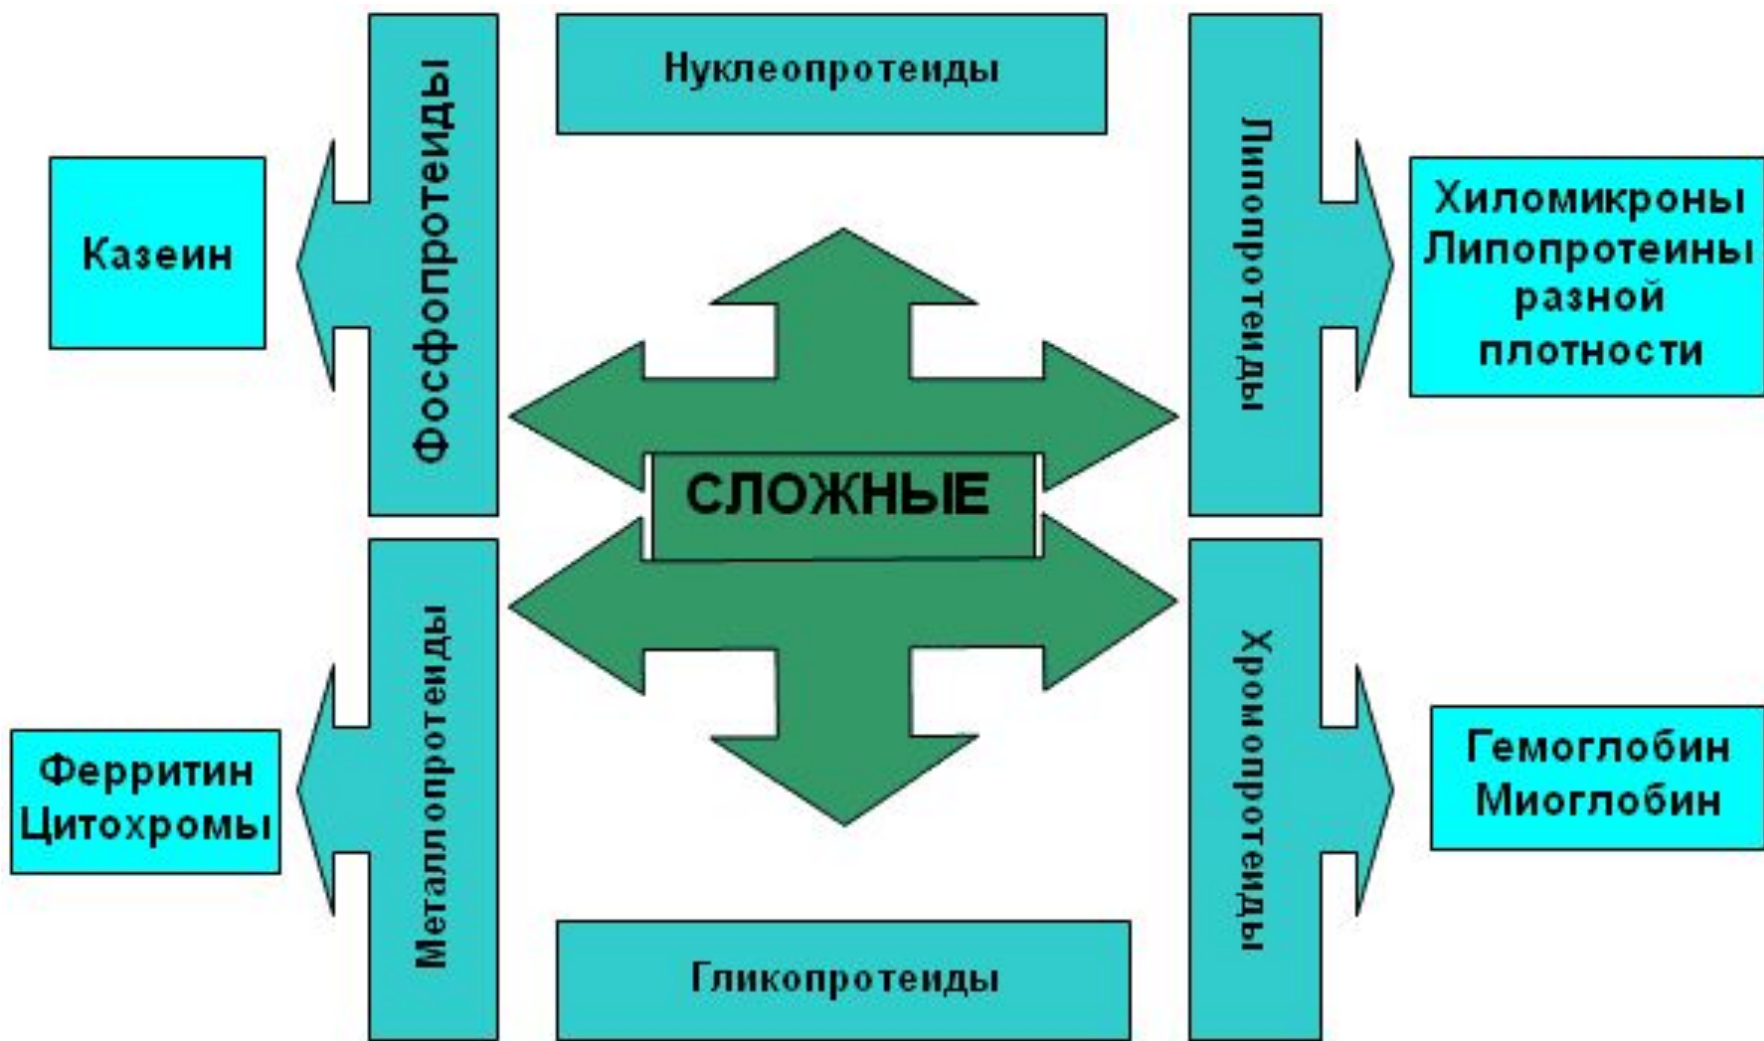 Нуклеопротеиды
Фосфопротеиды
Липопротеиды
Казеин
Хиломикроны
Липопротеины
разной
плотности
СЛОЖНЫЕ
Металлопротеиды
Хромопротеиды
Ферритин
Цитохромы
Гемоглобин
Миоглобин
Гликопротеиды